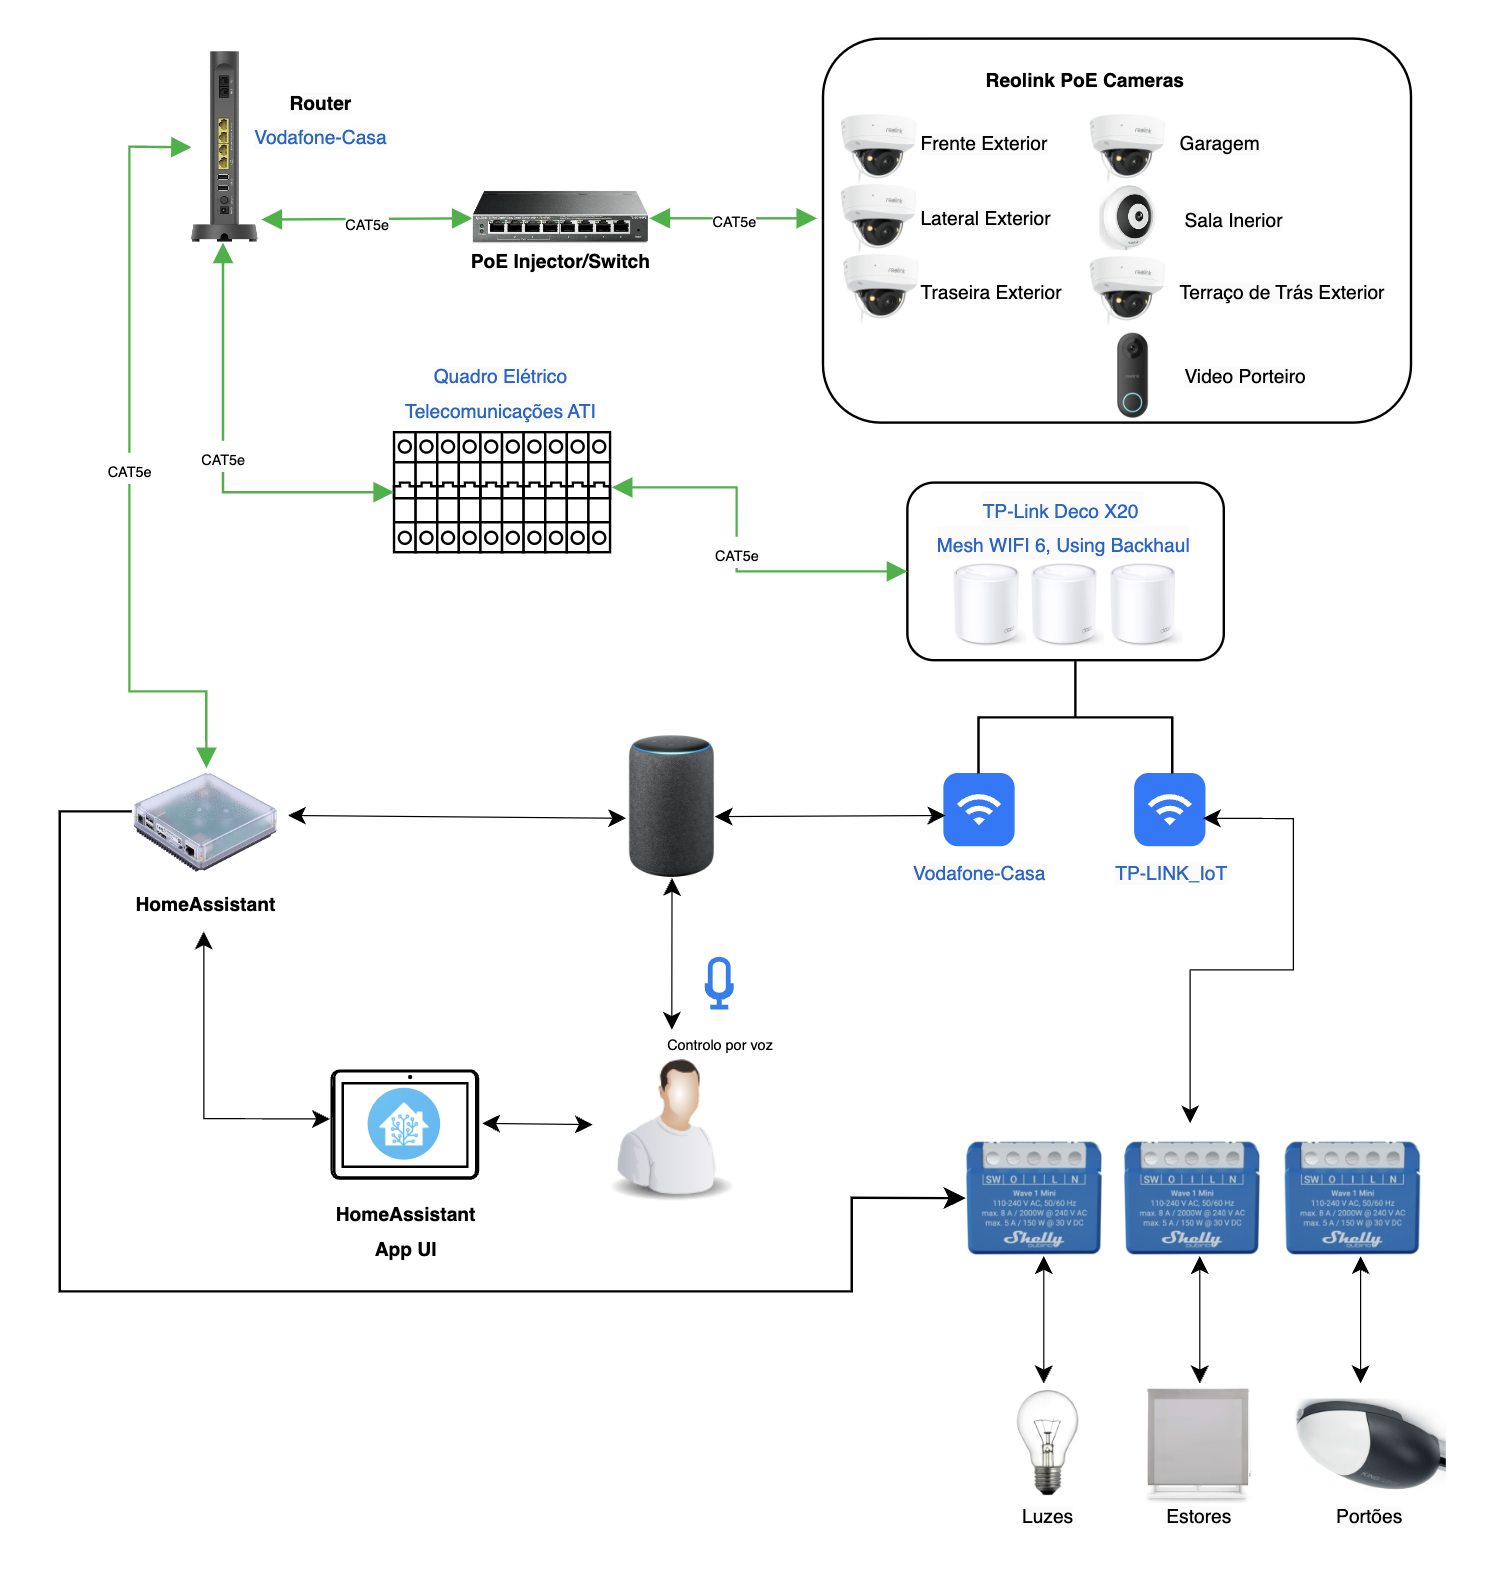 Router
Vodafone-Casa
Reolink PoE Cameras
Frente Exterior
Garagem
Lateral Exterior
Sala Inerior
Traseira Exterior
Terraço de Trás Exterior
Video Porteiro
CAT5e
CAT5e
PoE Injector/Switch
Quadro Elétrico
Telecomunicações ATI
CAT5e
CAT5e
CAT5e
TP-Link Deco X20
Mesh WIFI 6, Using Backhaul
Vodafone-Casa
TP-LINK_IoT
HomeAssistant
Controlo por voz
HomeAssistant
App UI
SW O I L N
Wave 1 Mini
110-240 V AC, 50/60 Hz
max. 8 A / 2000W @ 240 V AC
max. 5 A / 150 W @ 30 V DC
Shelly
qubino
SW O I L N
Wave 1 Mini
110-240 V AC, 50/60 Hz
max. 8 A / 2000W @ 240 V AC
max. 5 A / 150 W @ 30 V DC
Shelly
qubino
SW O I L N
Wave 1 Mini
110-240 V AC, 50/60 Hz
max. 8 A / 2000W @ 240 V AC
max. 5 A / 150 W @ 30 V DC
Shelly
qubino
Luzes
Estores
Portões